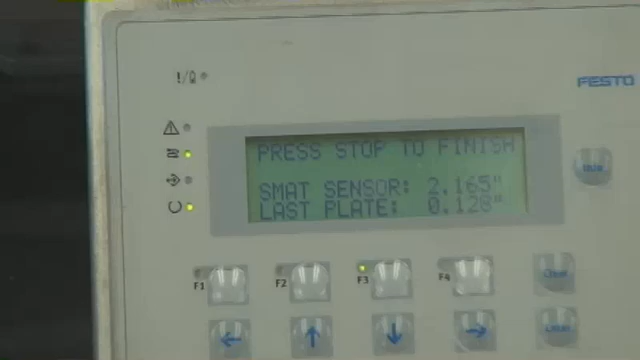 FESTO
PRESS STOP TO FINISH
SMAT SENSOR: 2.165"
LAST PLATE: 0.128"
F1 F2 F3 F4